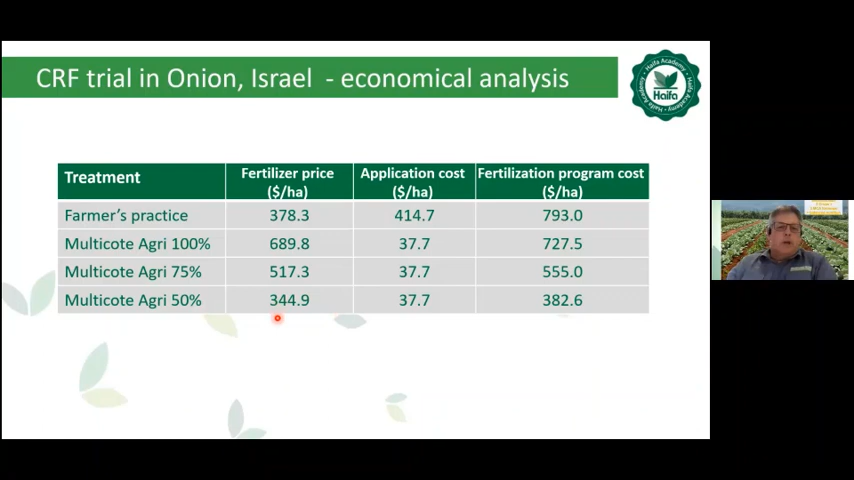 CRF trial in Onion, Israel - economical analysis
Haifa Academy
Haifa
Haifa Academy
Treatment Fertilizer price ($/ha) Application cost ($/ha) Fertilization program cost ($/ha)
Farmer's practice 378.3 414.7 793.0
Multicote Agri 100% 689.8 37.7 727.5
Multicote Agri 75% 517.3 37.7 555.0
Multicote Agri 50% 344.9 37.7 382.6